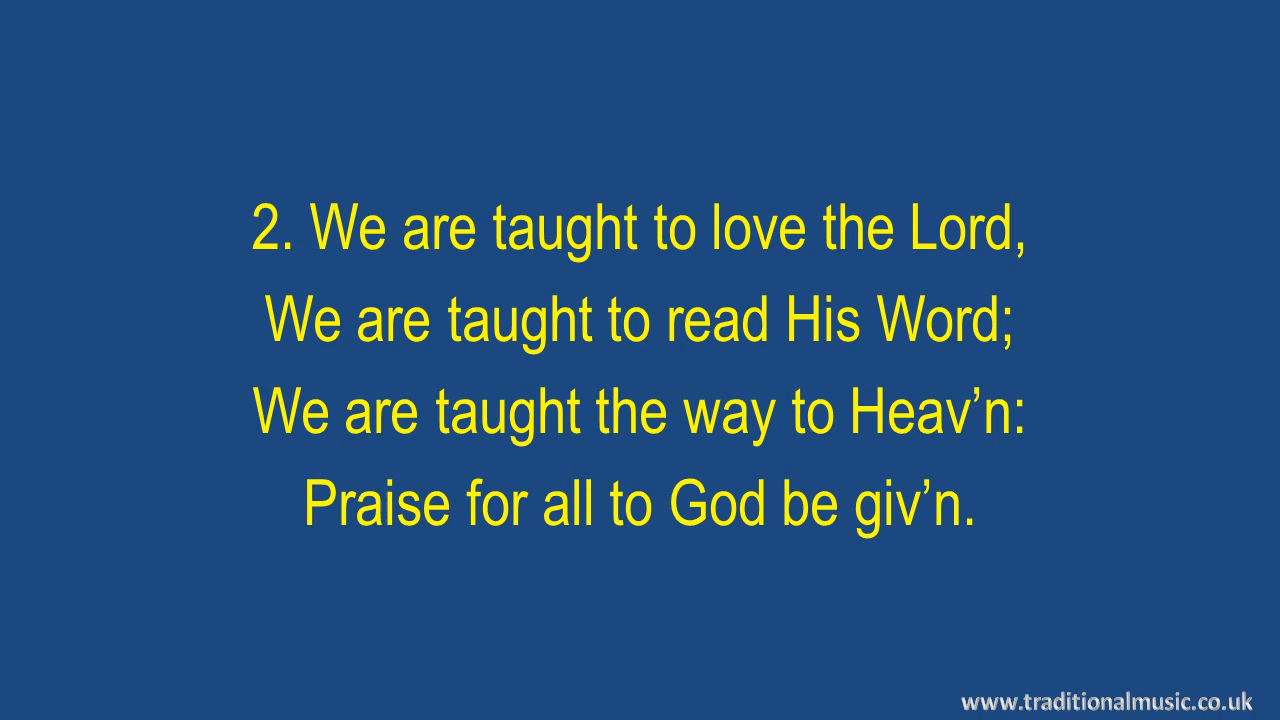 2. We are taught to love the Lord,
We are taught to read His Word;
We are taught the way to Heav’n:
Praise for all to God be giv’n.
www.traditionalmusic.co.uk